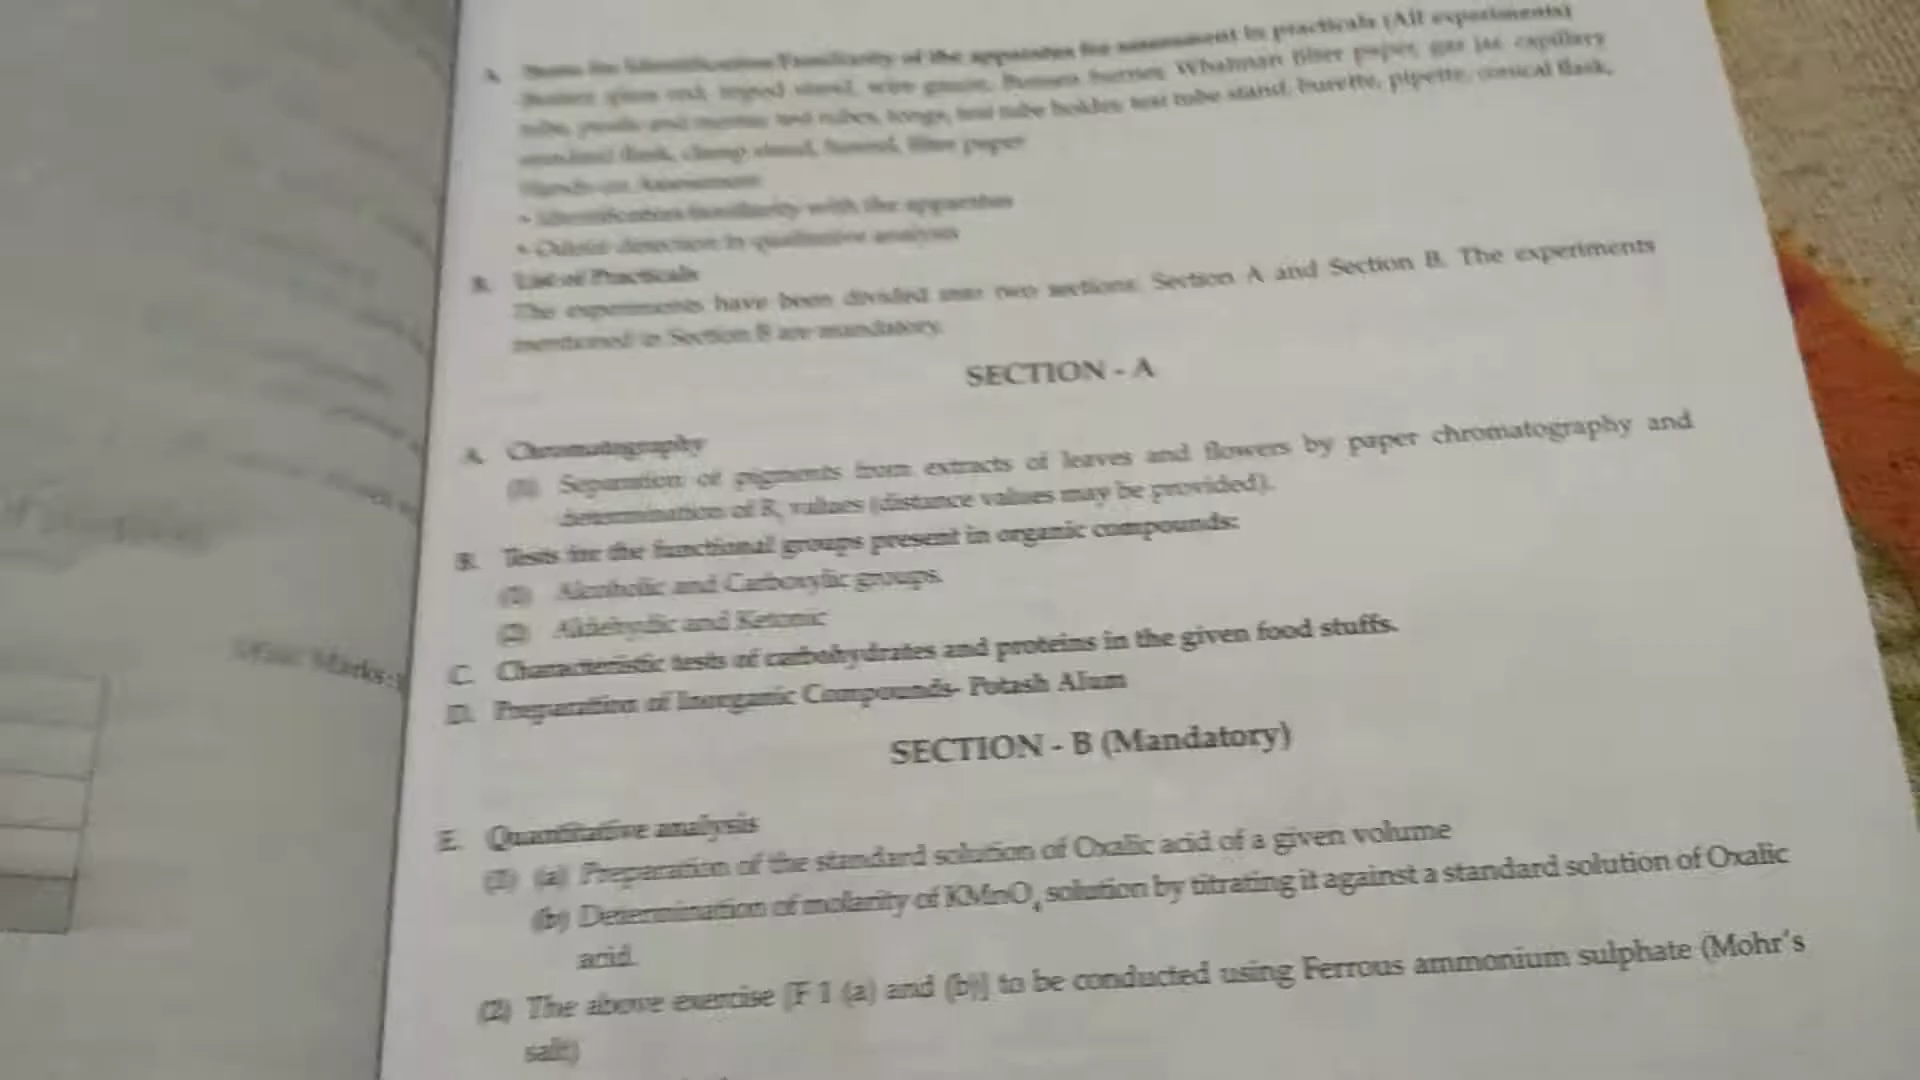 A. Items for Identification/Familiarity of the apparatus for assessment in practicals (All experiments)
Beaker, glass rod, tripod stand, wire gauze, Bunsen burner, Whatman filter paper, gas jar, capillary
tube, pestle and mortar, test tubes, tongs, test tube holder, test tube stand, burette, pipette, conical flask,
standard flask, clamp stand, funnel, filter paper
Hands-on Assessment
• Identification/familiarity with the apparatus
• Odour detection in qualitative analysis
B. List of Practicals
The experiments have been divided into two sections: Section A and Section B. The experiments
mentioned in Section B are mandatory.
SECTION - A
A. Chromatography
(1) Separation of pigments from extracts of leaves and flowers by paper chromatography and
determination of Rf values (distance values may be provided).
B. Tests for the functional groups present in organic compounds:
(1) Alcoholic and Carboxylic groups.
(2) Aldehydic and Ketonic
C. Characteristic tests of carbohydrates and proteins in the given food stuffs.
D. Preparation of Inorganic Compounds- Potash Alum
SECTION - B (Mandatory)
E. Quantitative analysis
(1) (a) Preparation of the standard solution of Oxalic acid of a given volume
(b) Determination of molarity of KMnO4 solution by titrating it against a standard solution of Oxalic
acid.
(2) The above exercise [F 1 (a) and (b)] to be conducted using Ferrous ammonium sulphate (Mohr's
salt)
Marks: